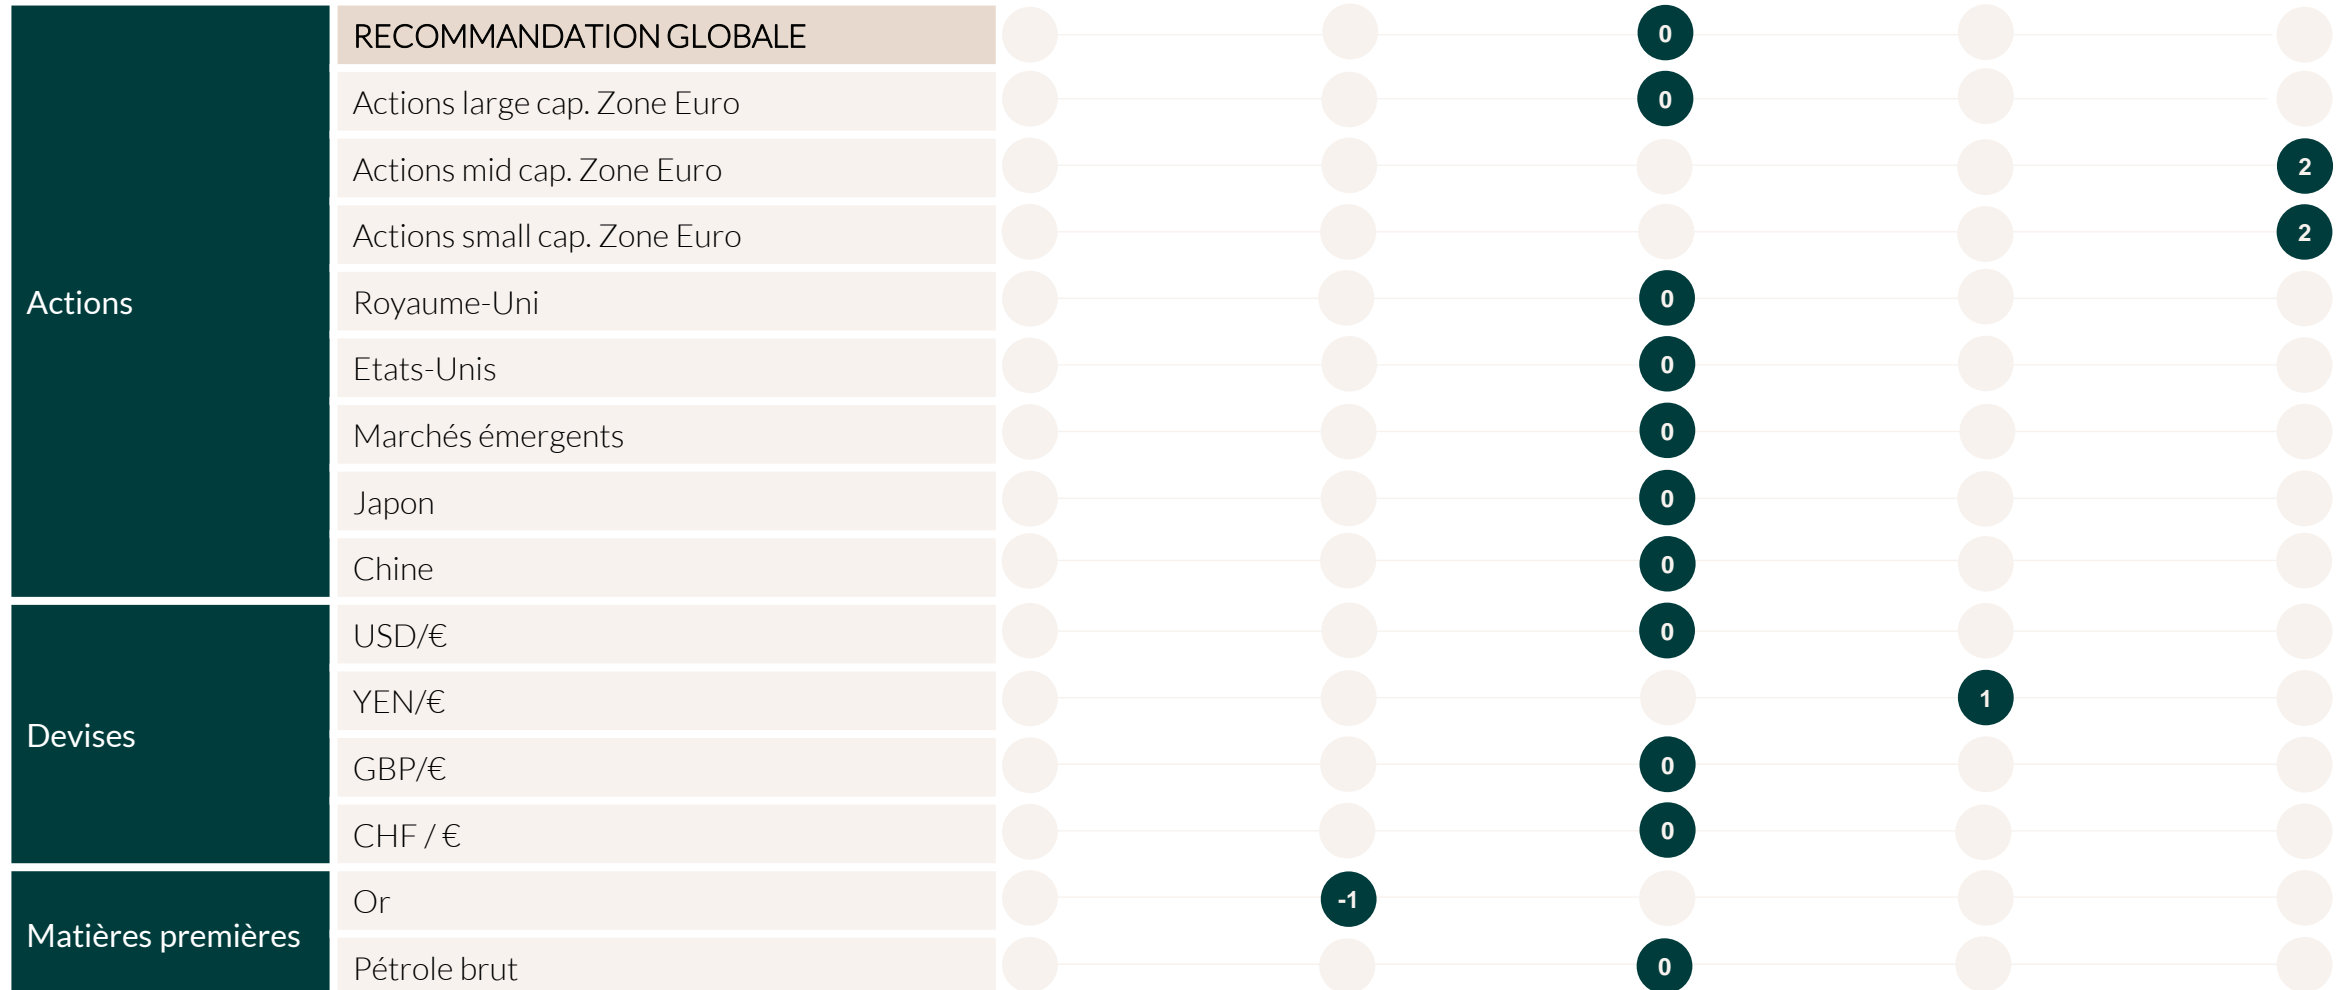 RECOMMANDATION GLOBALE 0
Actions large cap. Zone Euro 0
Actions mid cap. Zone Euro 2
Actions small cap. Zone Euro 2
Actions
Royaume-Uni 0
Etats-Unis 0
Marchés émergents 0
Japon 0
Chine 0
USD/€ 0
YEN/€ 1
Devises
GBP/€ 0
CHF / € 0
Or -1
Matières premières
Pétrole brut 0